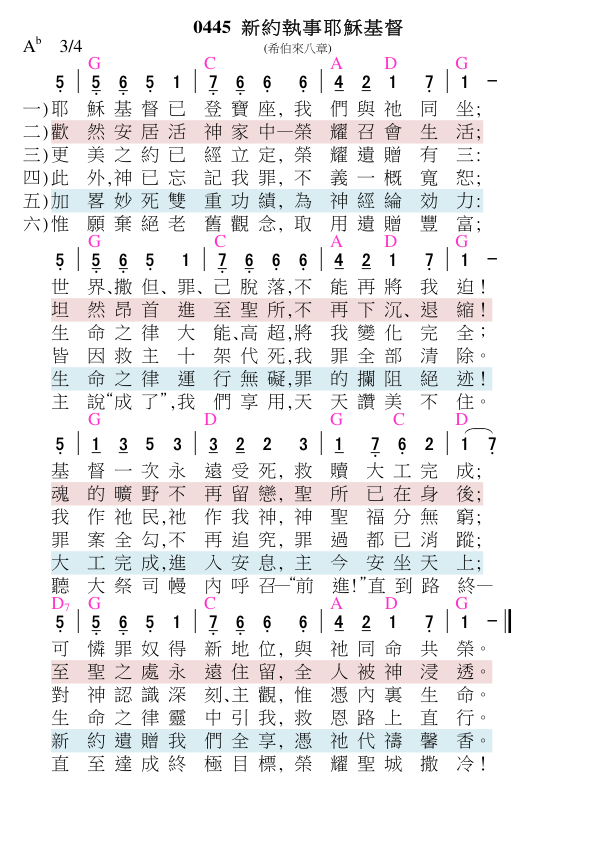 0445 新約執事耶穌基督
A♭ 3/4 (希伯來八章)
G C A D G
5 | 5 6 5 1 | 7 6 6 6 | 4 2 1 7 | 1 –
一)耶 穌基督已 登寶座, 我 們與祂同 坐;
二)歡 然安居活 神家中—榮 耀召會生 活;
三)更 美之約已 經立定, 榮 耀遺贈有 三:
四)此 外,神已忘 記我罪, 不 義一概寬 恕;
五)加 畧妙死雙 重功績, 為 神經綸効 力:
六)惟 願棄絕老 舊觀念, 取 用遺贈豐 富;
G C A D G
5 | 5 6 5 1 | 7 6 6 6 | 4 2 1 7 | 1 –
世 界、撒但、罪、己脫落,不 能再將我 迫!
坦 然昂首進 至聖所,不 再下沉、退 縮!
生 命之律大 能、高超,將 我變化完 全;
皆 因救主十 架代死,我 罪全部清 除。
生 命之律運 行無礙,罪 的攔阻絕 迹!
主 說“成了”,我 們享用,天 天讚美不 住。
G D G C D
5 | 1 3 5 3 | 3 2 2 3 | 1 7 6 2 | 1 7
基 督一次永 遠受死, 救 贖大工完 成;
魂 的曠野不 再留戀, 聖 所已在身 後;
我 作祂民,祂 作我神, 神 聖福分無 窮;
罪 案全勾,不 再追究, 罪 過都已消 蹤;
大 工完成,進 入安息, 主 今安坐天 上;
聽 大祭司幔 內呼召—“前 進!”直到路 終—
D7 G C A D G
5 | 5 6 5 1 | 7 6 6 6 | 4 2 1 7 | 1 –
可 憐罪奴得 新地位, 與 祂同命共 榮。
至 聖之處永 遠住留, 全 人被神浸 透。
對 神認識深 刻、主觀, 惟 憑內裏生 命。
生 命之律靈 中引我, 救 恩路上直 行。
新 約遺贈我 們全享, 憑 祂代禱馨 香。
直 至達成終 極目標, 榮 耀聖城撒 冷!